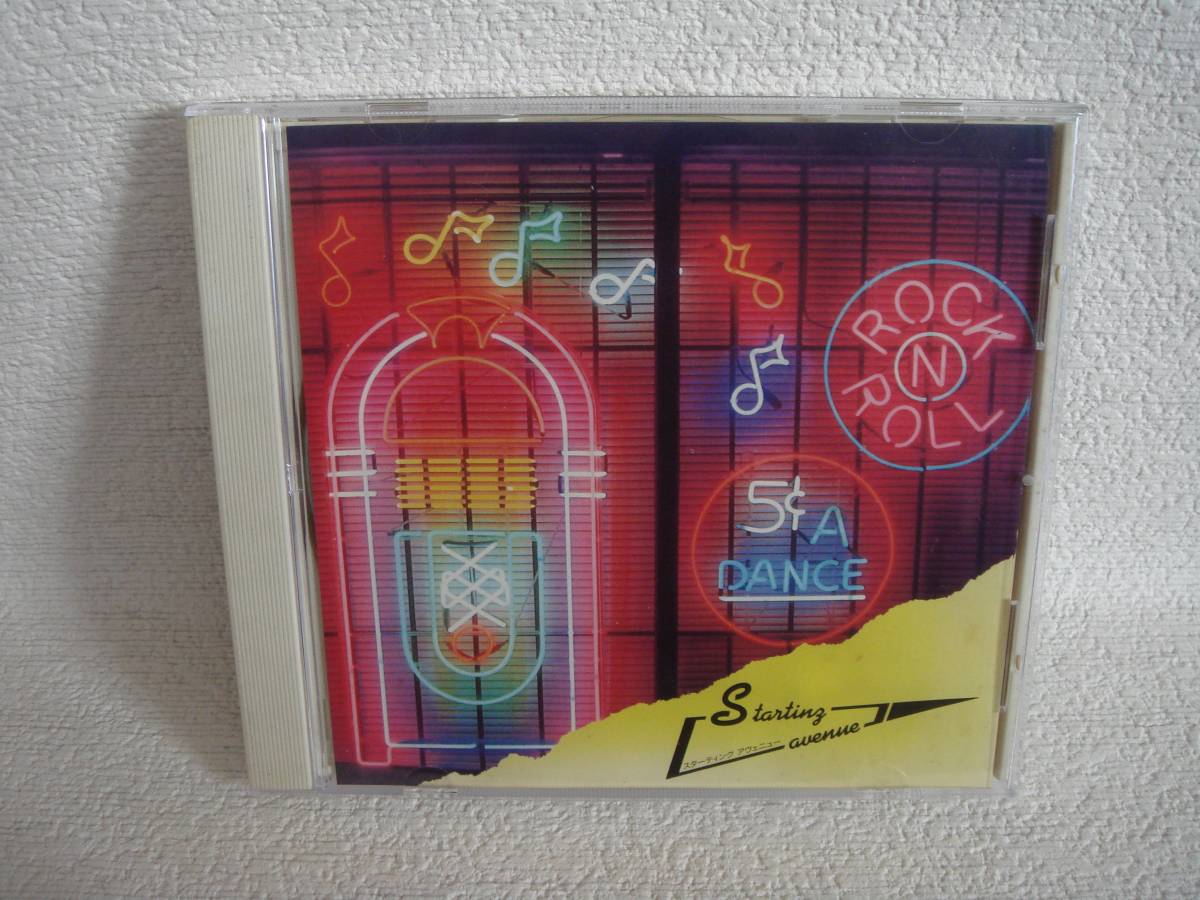 ROCK
N
ROLL
5¢ A
DANCE
Starting
avenue
スターティング アヴェニュー